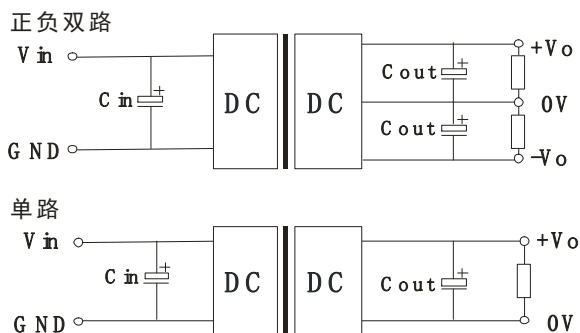 正负双路
Vin
+Vo
Cout
Cin
DC DC
0V
Cout
GND
-Vo
单路
Vin
+Vo
Cin
DC DC
Cout
GND
0V